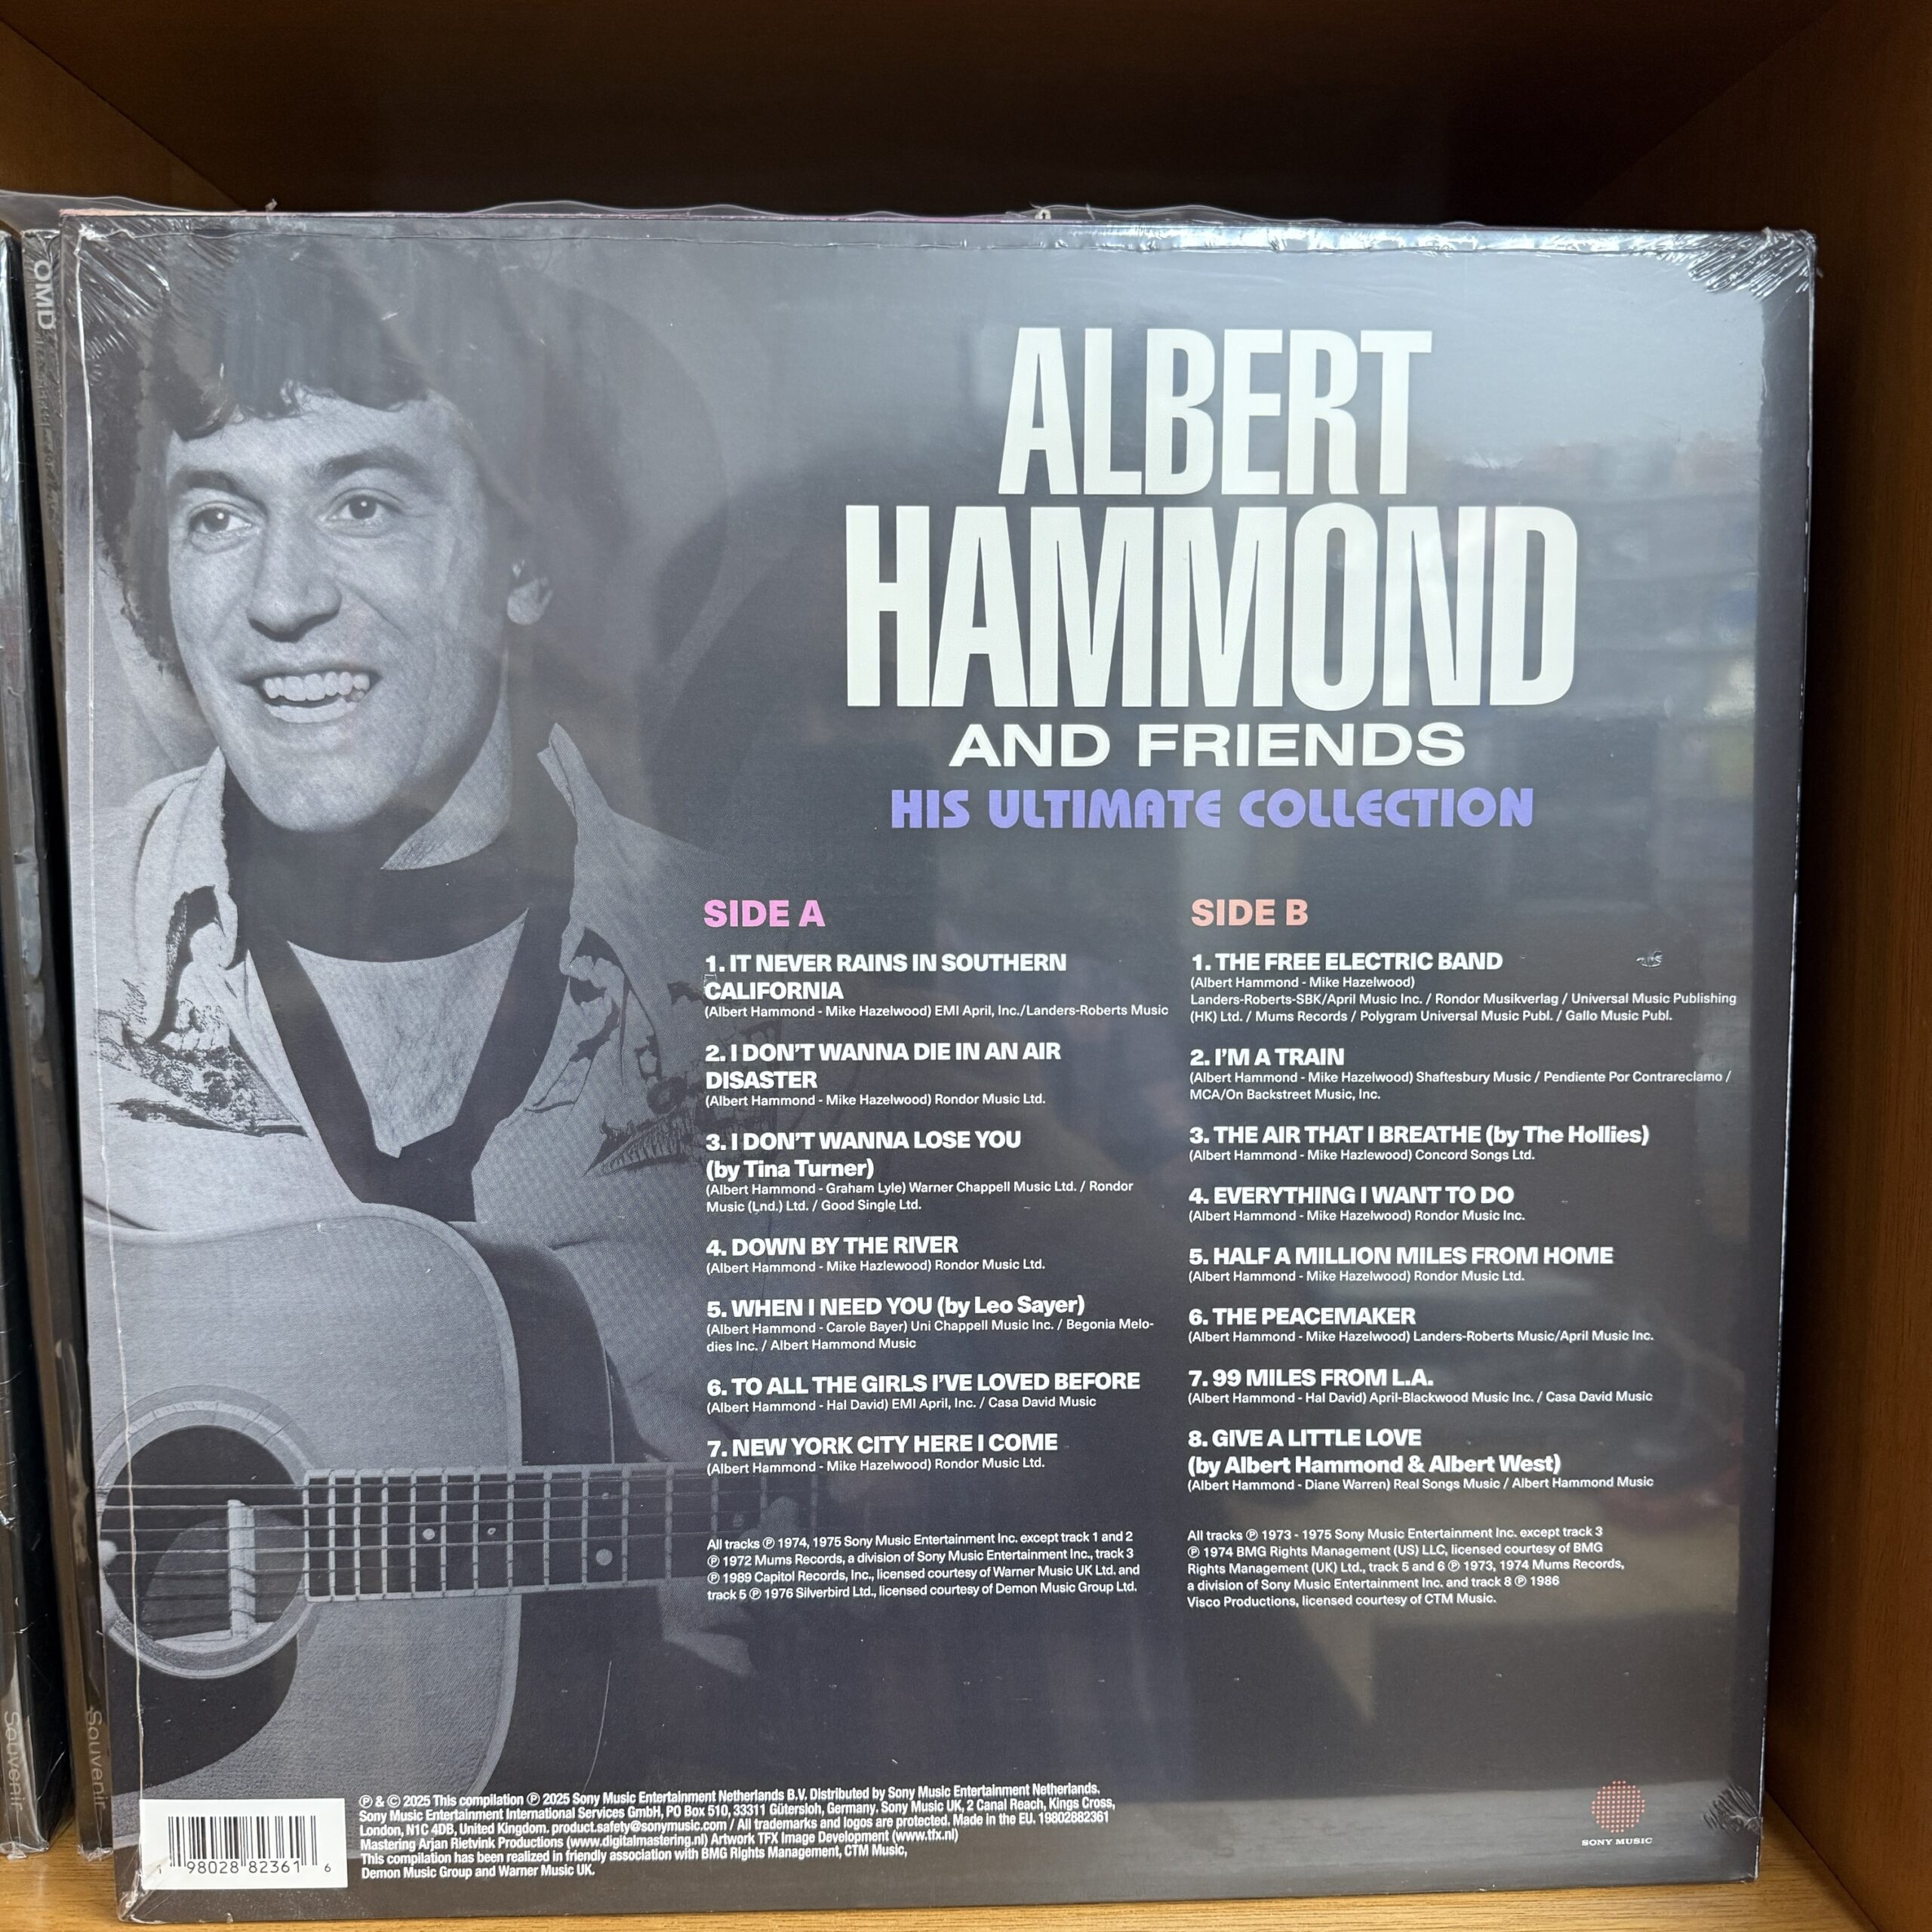 OMD
Souvenir
Souvenir
ALBERT
HAMMOND
AND FRIENDS
HIS ULTIMATE COLLECTION
SIDE A
1. IT NEVER RAINS IN SOUTHERN
CALIFORNIA
(Albert Hammond - Mike Hazelwood) EMI April, Inc./Landers-Roberts Music
2. I DON'T WANNA DIE IN AN AIR
DISASTER
(Albert Hammond - Mike Hazelwood) Rondor Music Ltd.
3. I DON'T WANNA LOSE YOU
(by Tina Turner)
(Albert Hammond - Graham Lyle) Warner Chappell Music Ltd. / Rondor
Music (Lnd.) Ltd. / Good Single Ltd.
4. DOWN BY THE RIVER
(Albert Hammond - Mike Hazlewood) Rondor Music Ltd.
5. WHEN I NEED YOU (by Leo Sayer)
(Albert Hammond - Carole Bayer) Uni Chappell Music Inc. / Begonia Melo-
dies Inc. / Albert Hammond Music
6. TO ALL THE GIRLS I'VE LOVED BEFORE
(Albert Hammond - Hal David) EMI April, Inc. / Casa David Music
7. NEW YORK CITY HERE I COME
(Albert Hammond - Mike Hazelwood) Rondor Music Ltd.
All tracks ℗ 1974, 1975 Sony Music Entertainment Inc. except track 1 and 2
℗ 1972 Mums Records, a division of Sony Music Entertainment Inc., track 3
℗ 1989 Capitol Records, Inc., licensed courtesy of Warner Music UK Ltd. and
track 5 ℗ 1976 Silverbird Ltd., licensed courtesy of Demon Music Group Ltd.
SIDE B
1. THE FREE ELECTRIC BAND
(Albert Hammond - Mike Hazelwood)
Landers-Roberts-SBK/April Music Inc. / Rondor Musikverlag / Universal Music Publishing
(HK) Ltd. / Mums Records / Polygram Universal Music Publ. / Gallo Music Publ.
2. I'M A TRAIN
(Albert Hammond - Mike Hazelwood) Shaftesbury Music / Pendiente Por Contrareclamo /
MCA/On Backstreet Music, Inc.
3. THE AIR THAT I BREATHE (by The Hollies)
(Albert Hammond - Mike Hazlewood) Concord Songs Ltd.
4. EVERYTHING I WANT TO DO
(Albert Hammond - Mike Hazelwood) Rondor Music Inc.
5. HALF A MILLION MILES FROM HOME
(Albert Hammond - Mike Hazelwood) Rondor Music Ltd.
6. THE PEACEMAKER
(Albert Hammond - Mike Hazelwood) Landers-Roberts Music/April Music Inc.
7. 99 MILES FROM L.A.
(Albert Hammond - Hal David) April-Blackwood Music Inc. / Casa David Music
8. GIVE A LITTLE LOVE
(by Albert Hammond & Albert West)
(Albert Hammond - Diane Warren) Real Songs Music / Albert Hammond Music
All tracks ℗ 1973 - 1975 Sony Music Entertainment Inc. except track 3
℗ 1974 BMG Rights Management (US) LLC, licensed courtesy of BMG
Rights Management (UK) Ltd., track 5 and 6 ℗ 1973, 1974 Mums Records,
a division of Sony Music Entertainment Inc. and track 8 ℗ 1986
Visco Productions, licensed courtesy of CTM Music.
1 98028 82361 6
℗ & © 2025 This compilation ℗ 2025 Sony Music Entertainment Netherlands B.V. Distributed by Sony Music Entertainment Netherlands.
Sony Music Entertainment International Services GmbH, PO Box 510, 33311 Gütersloh, Germany. Sony Music UK, 2 Canal Reach, Kings Cross,
London, N1C 4DB, United Kingdom. product.safety@sonymusic.com / All trademarks and logos are protected. Made in the EU. 19802882361
Mastering Arjan Rietvink Productions (www.digitalmastering.nl) Artwork TFX Image Development (www.tfx.nl)
This compilation has been realized in friendly association with BMG Rights Management, CTM Music,
Demon Music Group and Warner Music UK.
SONY MUSIC